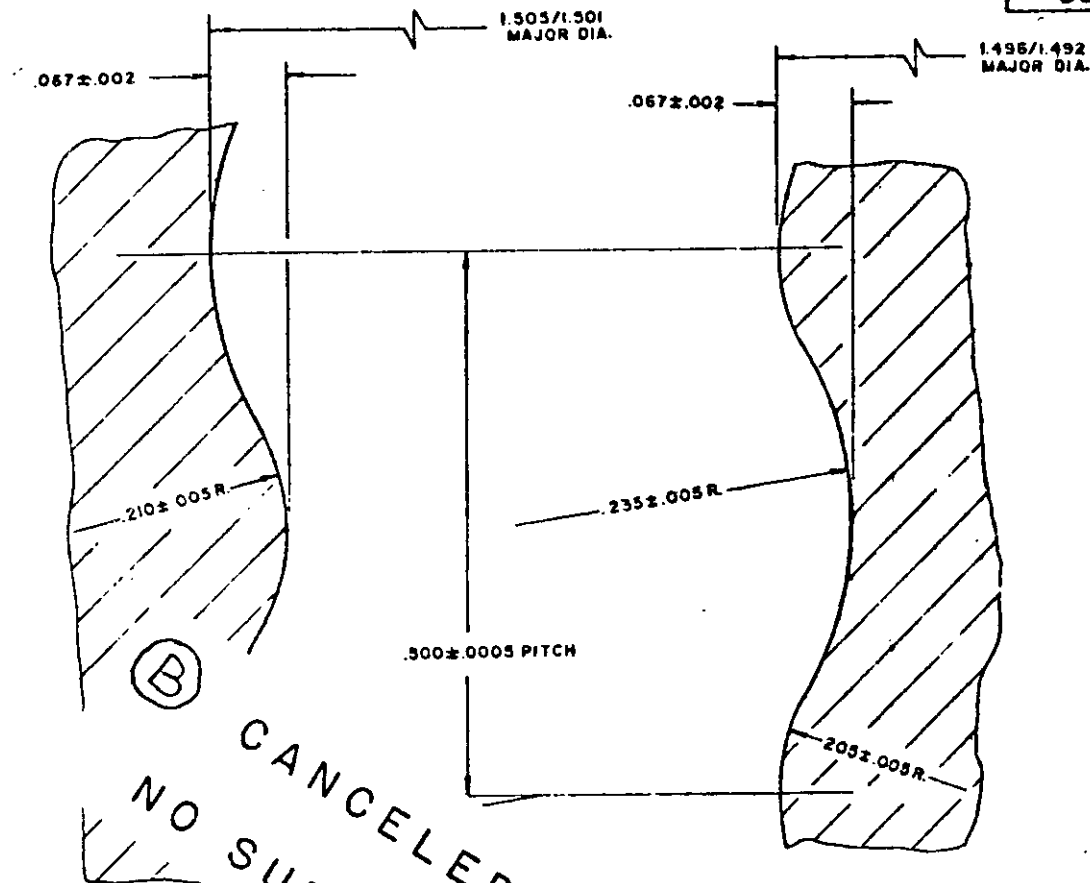 1.505/1.501
MAJOR DIA.
.067±.002
1.496/1.492
MAJOR DIA.
.067±.002
.210±.005R.
.235±.005R.
.500±.0005 PITCH
.205±.005R.
B CANCELED
NO